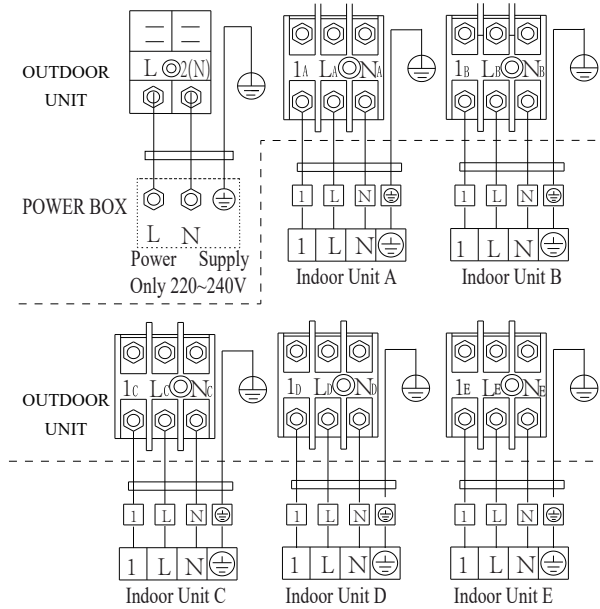 OUTDOOR
UNIT
L 2(N)
1A LA NA
1B LB NB
POWER BOX
L N
Power Supply
Only 220~240V
1 L N
1 L N
Indoor Unit A
1 L N
1 L N
Indoor Unit B
OUTDOOR
UNIT
1C LC NC
1D LD ND
1E LE NE
1 L N
1 L N
Indoor Unit C
1 L N
1 L N
Indoor Unit D
1 L N
1 L N
Indoor Unit E